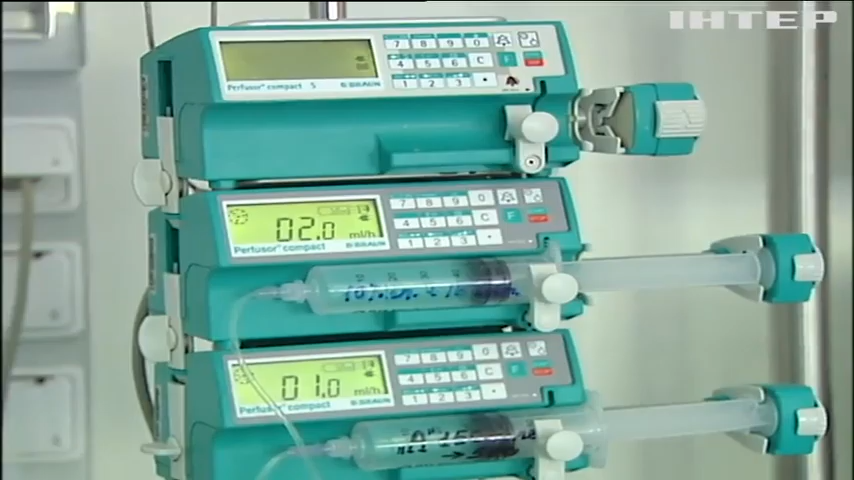 ІНТЕР
7 8 9 0
4 5 6 C F
1 2 3 .
Perfusor® compact S B|BRAUN
02.0 ml/h
7 8 9 0
4 5 6 C F STOP
1 2 3 .
Perfusor® compact B|BRAUN
01.0 ml/h
7 8 9 0
4 5 6 C F STOP
1 2 3 .
Perfusor® compact B|BRAUN